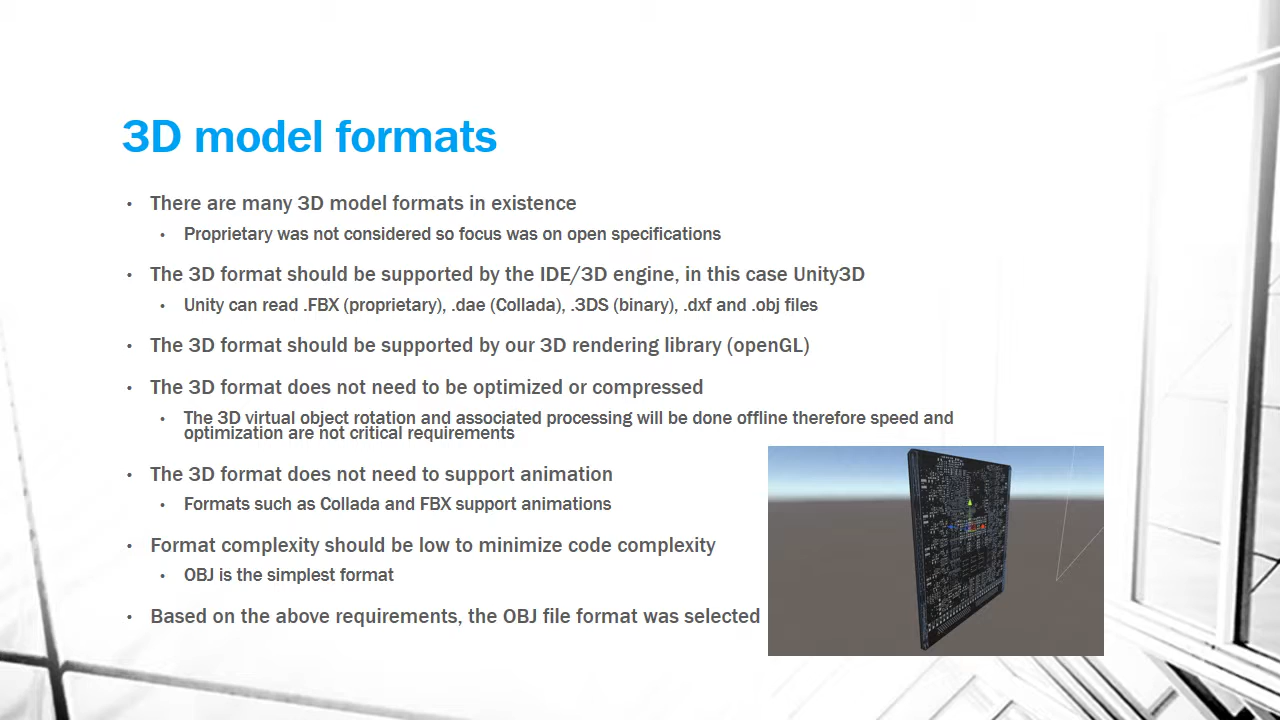 3D model formats
• There are many 3D model formats in existence
• Proprietary was not considered so focus was on open specifications
• The 3D format should be supported by the IDE/3D engine, in this case Unity3D
• Unity can read .FBX (proprietary), .dae (Collada), .3DS (binary), .dxf and .obj files
• The 3D format should be supported by our 3D rendering library (openGL)
• The 3D format does not need to be optimized or compressed
• The 3D virtual object rotation and associated processing will be done offline therefore speed and
optimization are not critical requirements
• The 3D format does not need to support animation
• Formats such as Collada and FBX support animations
• Format complexity should be low to minimize code complexity
• OBJ is the simplest format
• Based on the above requirements, the OBJ file format was selected